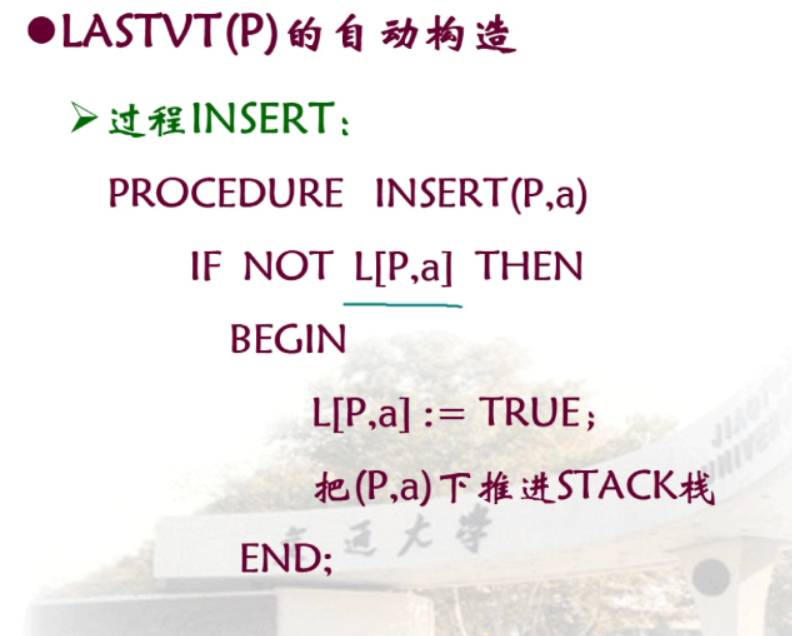 ●LASTVT(P)的自动构造
➢过程INSERT：
PROCEDURE INSERT(P,a)
IF NOT L[P,a] THEN
BEGIN
L[P,a] := TRUE；
把(P,a)下推进STACK栈
END;
交通大学
JIAOTONG
UNIVERSITY